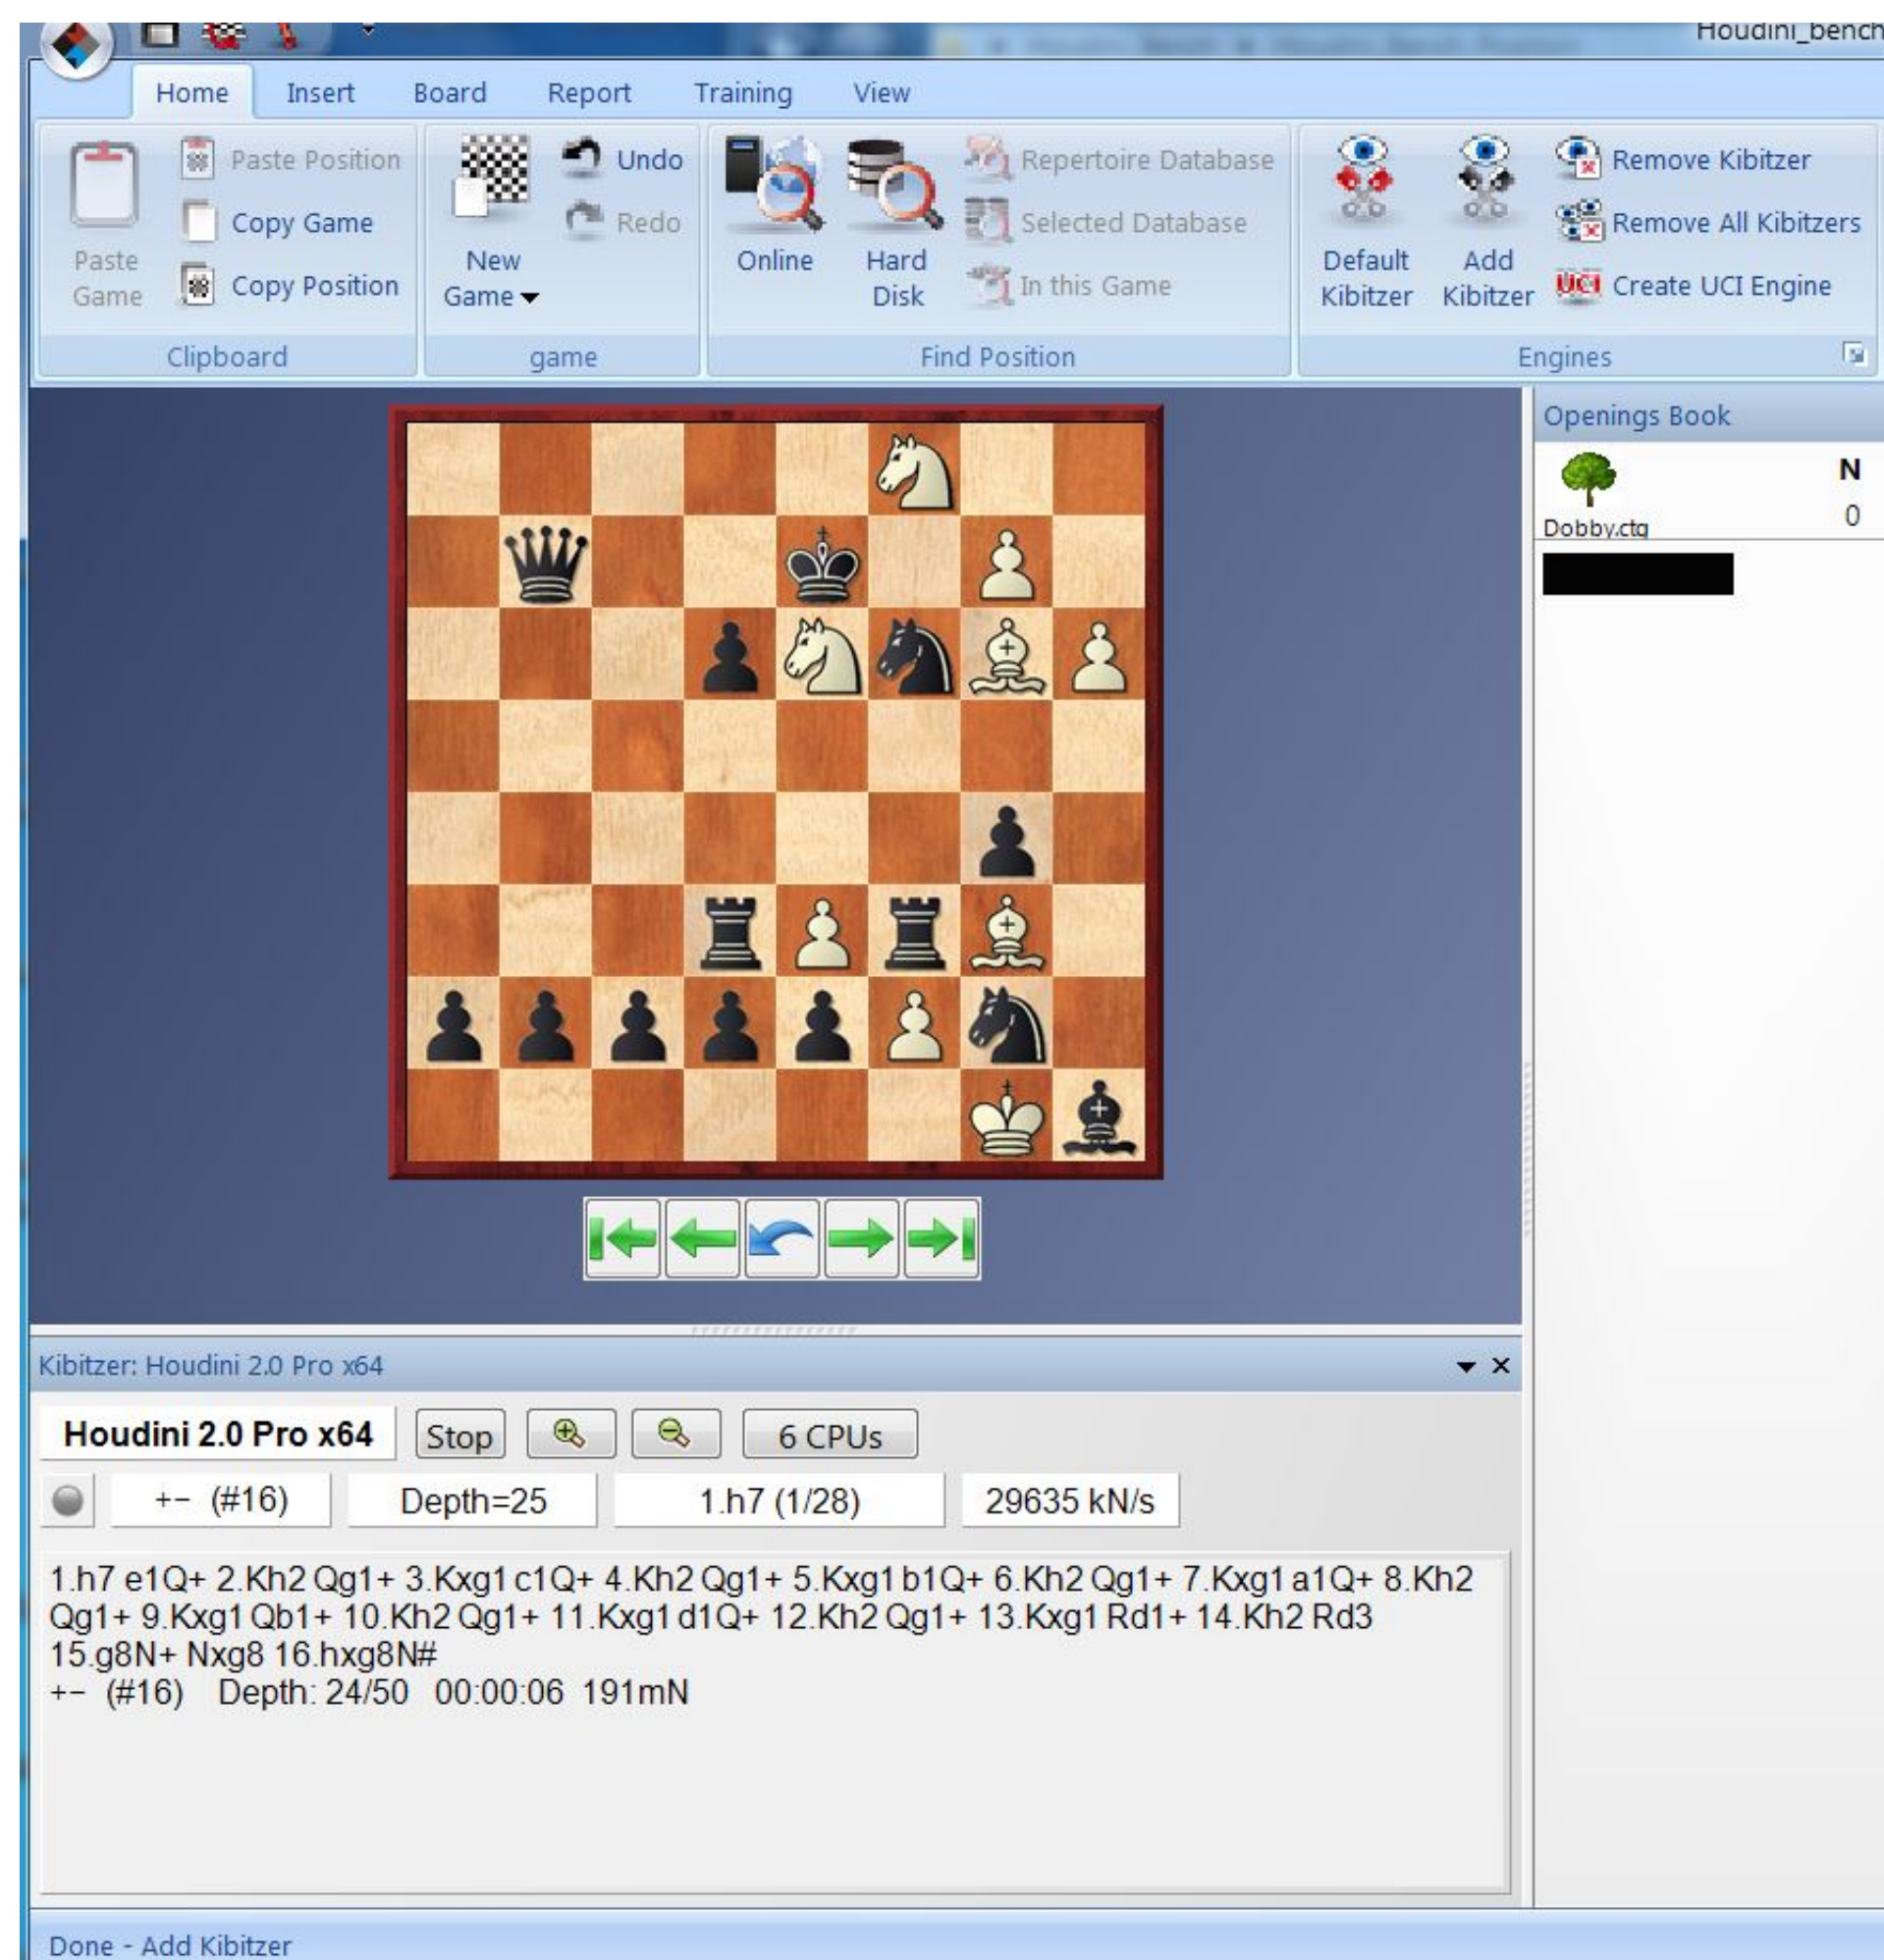 Houdini_bench
Home Insert Board Report Training View
Paste Game
Paste Position
Copy Game
Copy Position
Clipboard
New Game
Undo
Redo
game
Online
Hard Disk
Repertoire Database
Selected Database
In this Game
Find Position
Default Kibitzer
Add Kibitzer
Remove Kibitzer
Remove All Kibitzers
UCI Create UCI Engine
Engines
Openings Book
N
Dobby.ctg 0
Kibitzer: Houdini 2.0 Pro x64
Houdini 2.0 Pro x64 Stop 6 CPUs
+− (#16) Depth=25 1.h7 (1/28) 29635 kN/s
1.h7 e1Q+ 2.Kh2 Qg1+ 3.Kxg1 c1Q+ 4.Kh2 Qg1+ 5.Kxg1 b1Q+ 6.Kh2 Qg1+ 7.Kxg1 a1Q+ 8.Kh2
Qg1+ 9.Kxg1 Qb1+ 10.Kh2 Qg1+ 11.Kxg1 d1Q+ 12.Kh2 Qg1+ 13.Kxg1 Rd1+ 14.Kh2 Rd3
15.g8N+ Nxg8 16.hxg8N#
+− (#16) Depth: 24/50 00:00:06 191mN
Done - Add Kibitzer